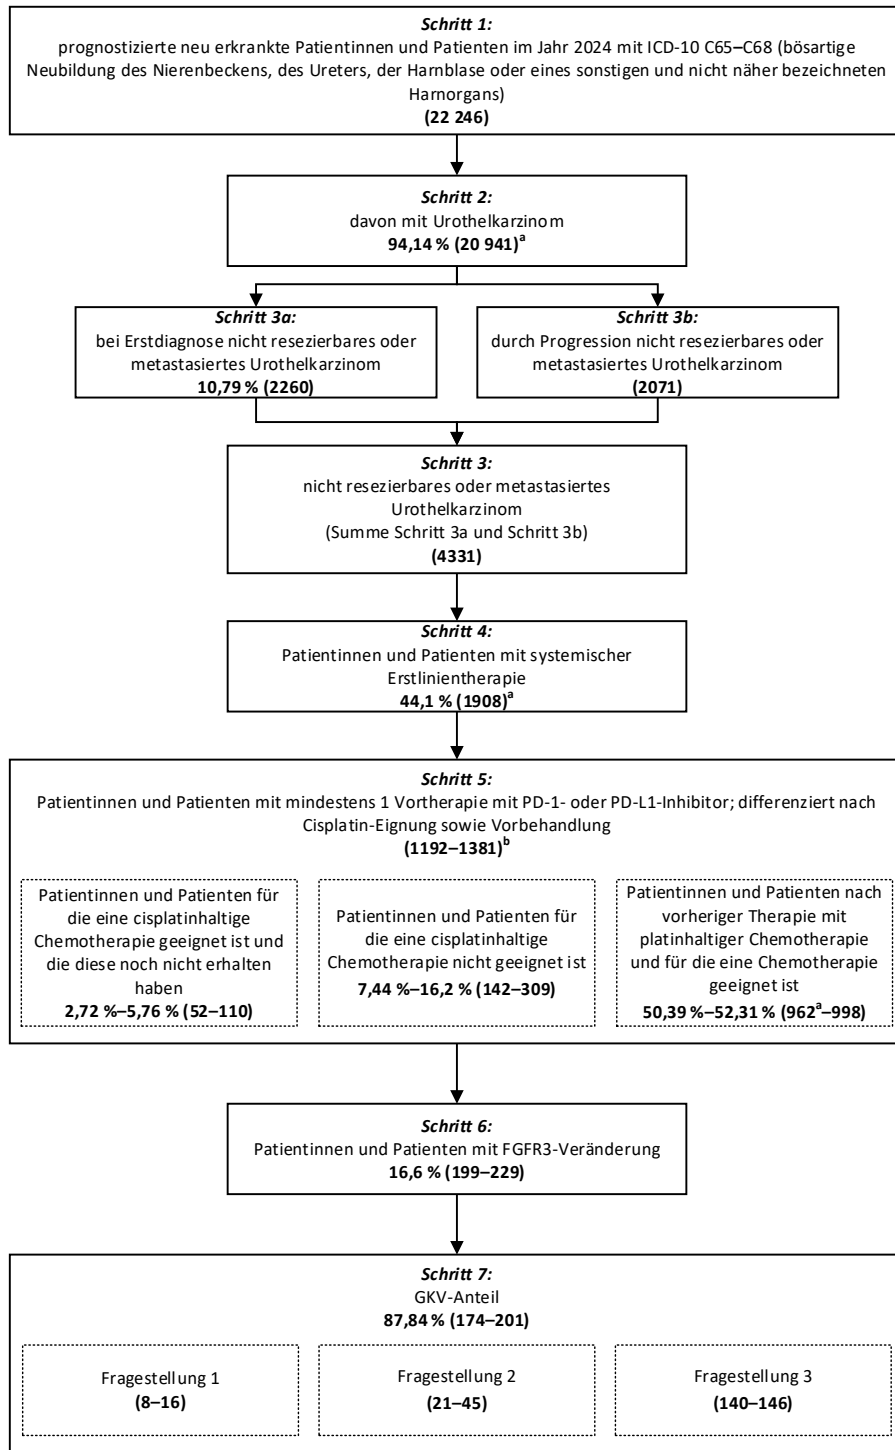 Schritt 1:
prognostizierte neu erkrankte Patientinnen und Patienten im Jahr 2024 mit ICD-10 C65–C68 (bösartige
Neubildung des Nierenbeckens, des Ureters, der Harnblase oder eines sonstigen und nicht näher bezeichneten
Harnorgans)
(22 246)
Schritt 2:
davon mit Urothelkarzinom
94,14 % (20 941)a
Schritt 3a:
bei Erstdiagnose nicht resezierbares oder
metastasiertes Urothelkarzinom
10,79 % (2260)
Schritt 3b:
durch Progression nicht resezierbares oder
metastasiertes Urothelkarzinom
(2071)
Schritt 3:
nicht resezierbares oder metastasiertes
Urothelkarzinom
(Summe Schritt 3a und Schritt 3b)
(4331)
Schritt 4:
Patientinnen und Patienten mit systemischer
Erstlinientherapie
44,1 % (1908)a
Schritt 5:
Patientinnen und Patienten mit mindestens 1 Vortherapie mit PD-1- oder PD-L1-Inhibitor; differenziert nach
Cisplatin-Eignung sowie Vorbehandlung
(1192–1381)b
Patientinnen und Patienten für
die eine cisplatinhaltige
Chemotherapie geeignet ist und
die diese noch nicht erhalten
haben
2,72 %–5,76 % (52–110)
Patientinnen und Patienten für
die eine cisplatinhaltige
Chemotherapie nicht geeignet ist
7,44 %–16,2 % (142–309)
Patientinnen und Patienten nach
vorheriger Therapie mit
platinhaltiger Chemotherapie
und für die eine Chemotherapie
geeignet ist
50,39 %–52,31 % (962a–998)
Schritt 6:
Patientinnen und Patienten mit FGFR3-Veränderung
16,6 % (199–229)
Schritt 7:
GKV-Anteil
87,84 % (174–201)
Fragestellung 1
(8–16)
Fragestellung 2
(21–45)
Fragestellung 3
(140–146)